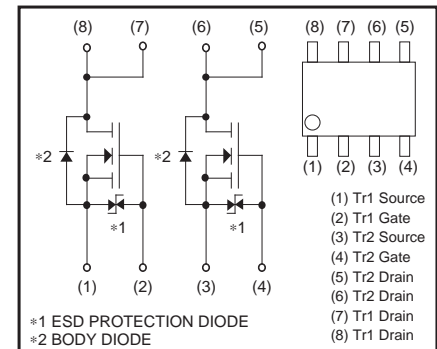 (8) (7) (6) (5)
(8) (7) (6) (5)
∗2 ∗2
∗1 ∗1
(1) (2) (3) (4)
(1) (2) (3) (4)
(1) Tr1 Source
(2) Tr1 Gate
(3) Tr2 Source
(4) Tr2 Gate
(5) Tr2 Drain
(6) Tr2 Drain
(7) Tr1 Drain
(8) Tr1 Drain
∗1 ESD PROTECTION DIODE
∗2 BODY DIODE